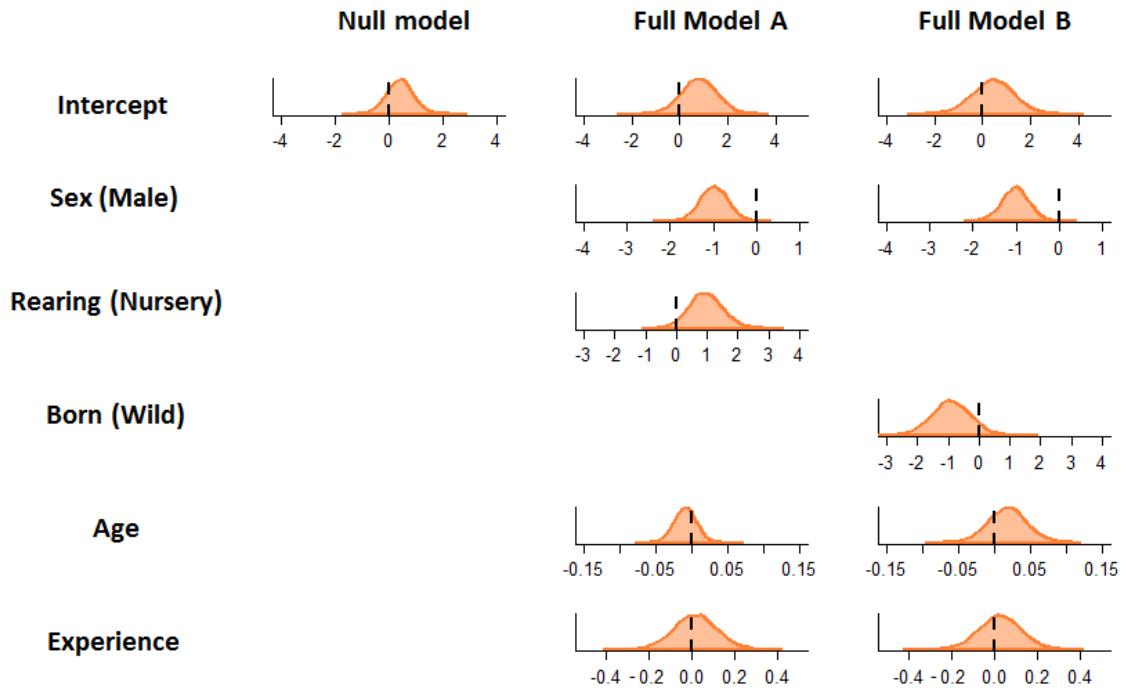 Null model Full Model A Full Model B
Intercept
-4 -2 0 2 4 -4 -2 0 2 4 -4 -2 0 2 4
Sex (Male)
-4 -3 -2 -1 0 1 -4 -3 -2 -1 0 1
Rearing (Nursery)
-3 -2 -1 0 1 2 3 4
Born (Wild)
-3 -2 -1 0 1 2 3 4
Age
-0.15 -0.05 0.05 0.15 -0.15 -0.05 0.05 0.15
Experience
-0.4 -0.2 0.0 0.2 0.4 -0.4 -0.2 0.0 0.2 0.4